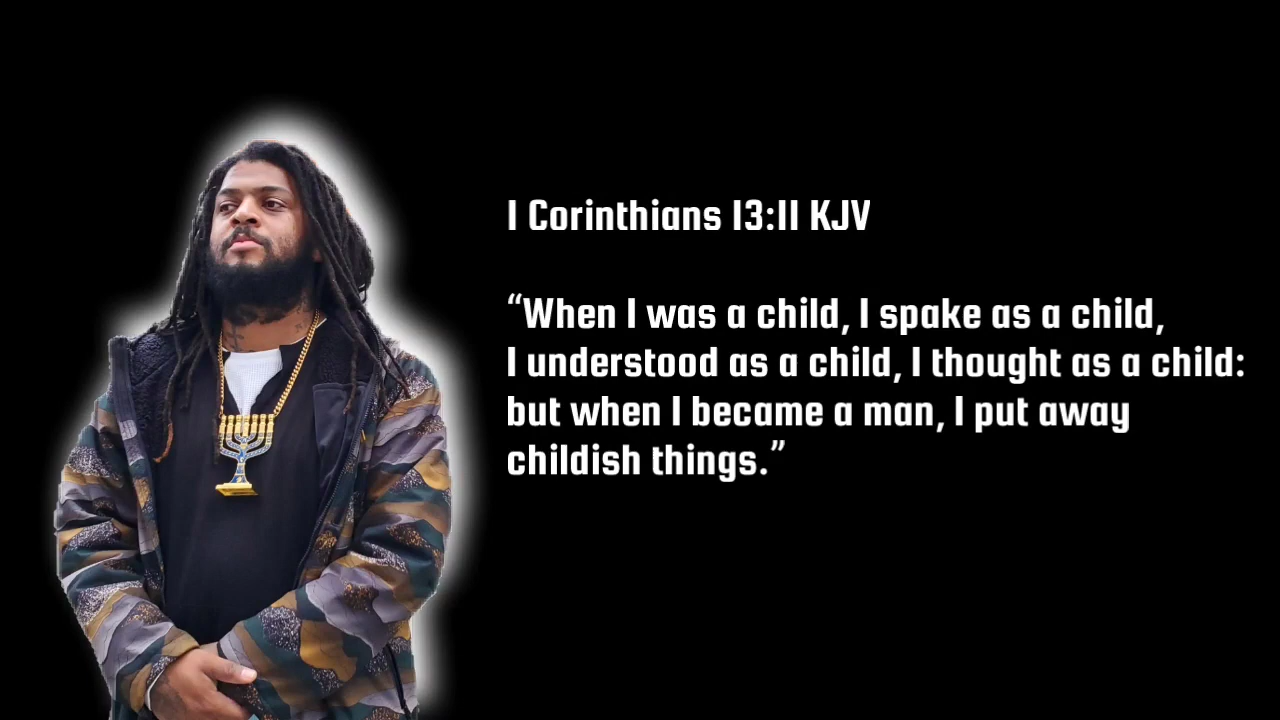 1 Corinthians 13:11 KJV
“When I was a child, I spake as a child,
I understood as a child, I thought as a child:
but when I became a man, I put away
childish things.”